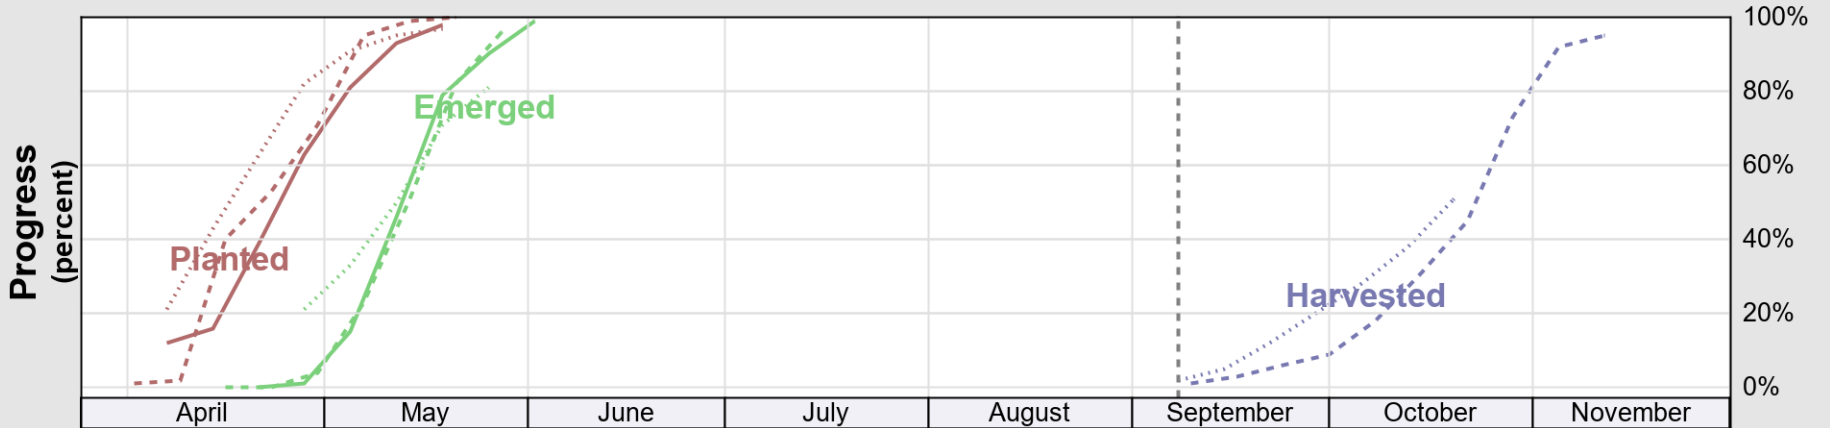 Progress
(percent)
Planted
Emerged
Harvested
100%
80%
60%
40%
20%
0%
April May June July August September October November